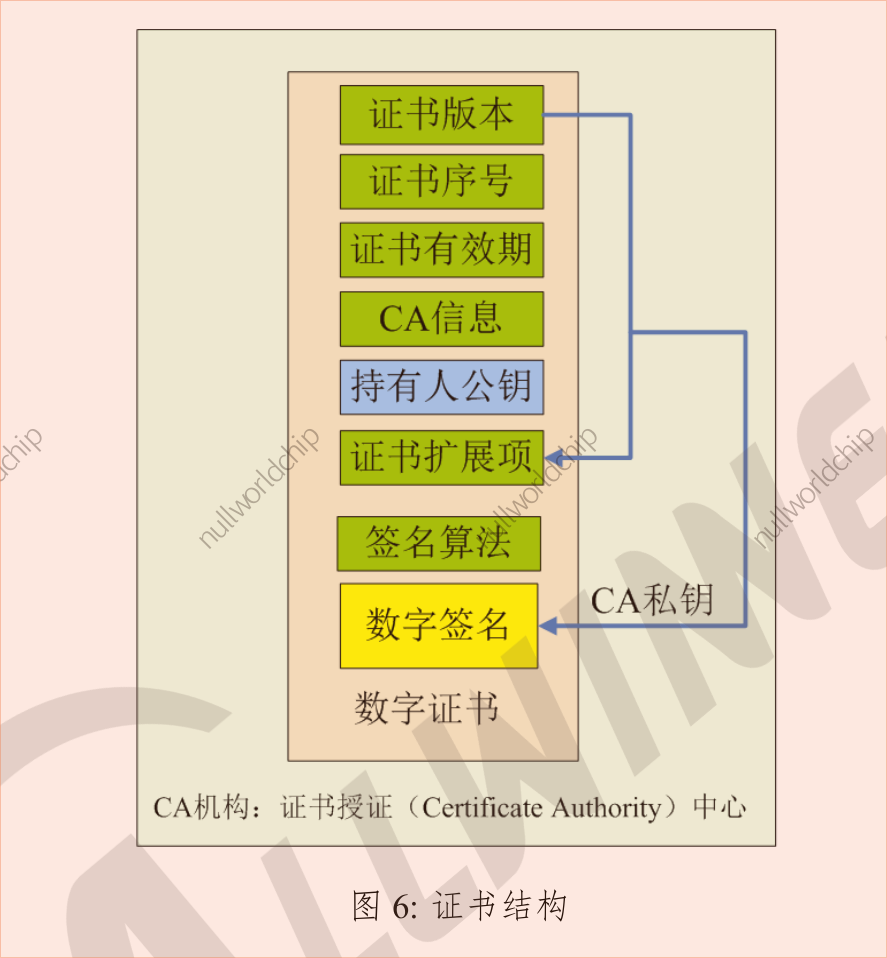 证书版本
证书序号
证书有效期
CA信息
持有人公钥
证书扩展项
签名算法
CA私钥
数字签名
数字证书
CA机构：证书授证（Certificate Authority）中心
图 6: 证书结构
nullworldchip
nullworldchip
nullworldchip
ALLWINNE